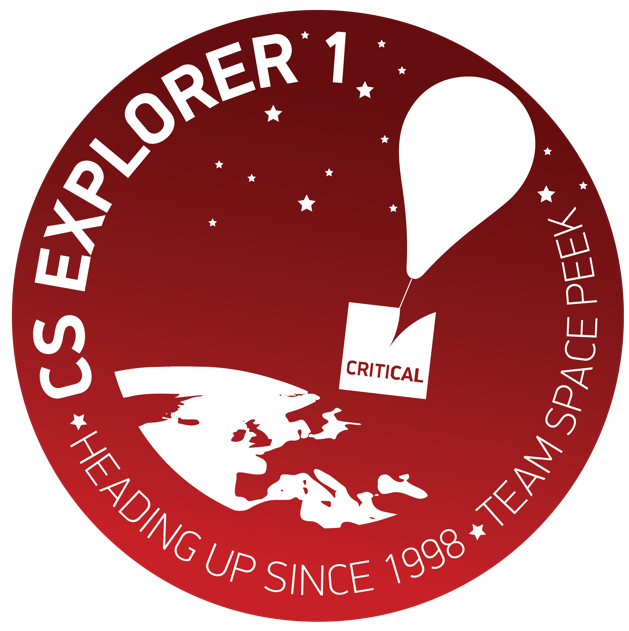 CS EXPLORER 1
CRITICAL
HEADING UP SINCE 1998
TEAM SPACE PEEK